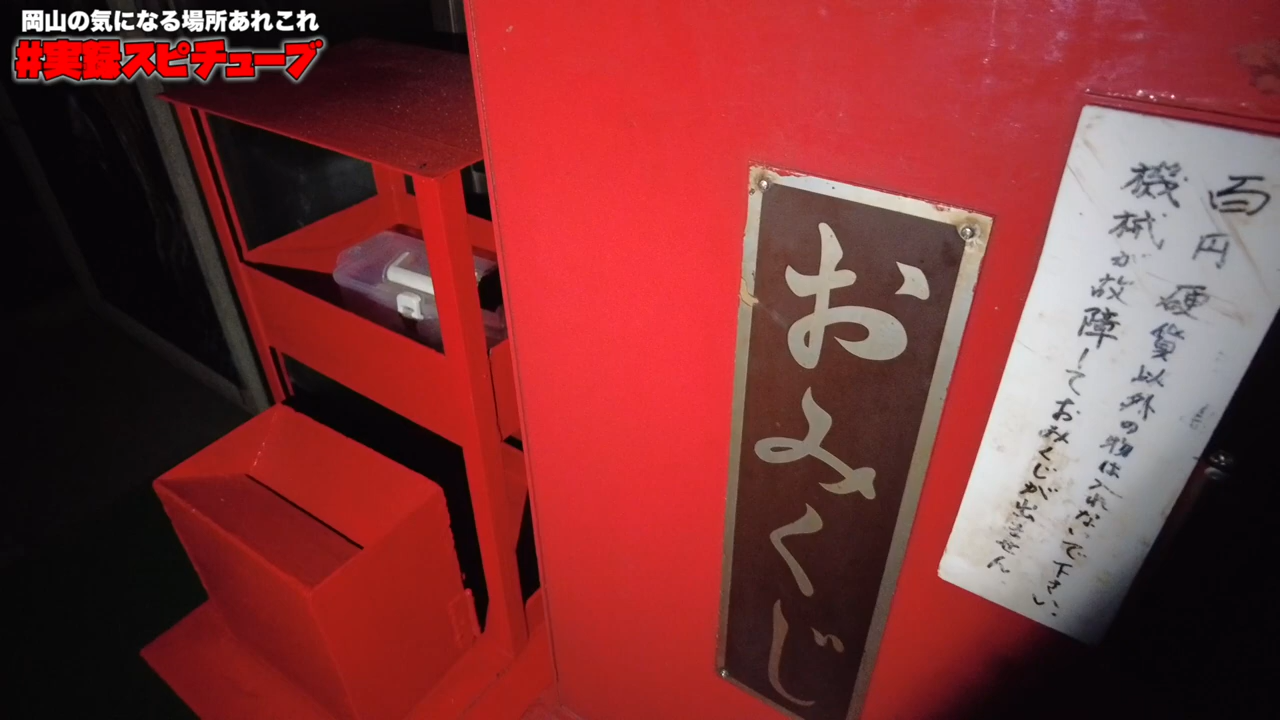 岡山の気になる場所あれこれ
#実録スピチューブ
おみくじ
百円硬貨以外の物は入れないで下さい。
機械が故障しておみくじが出ません